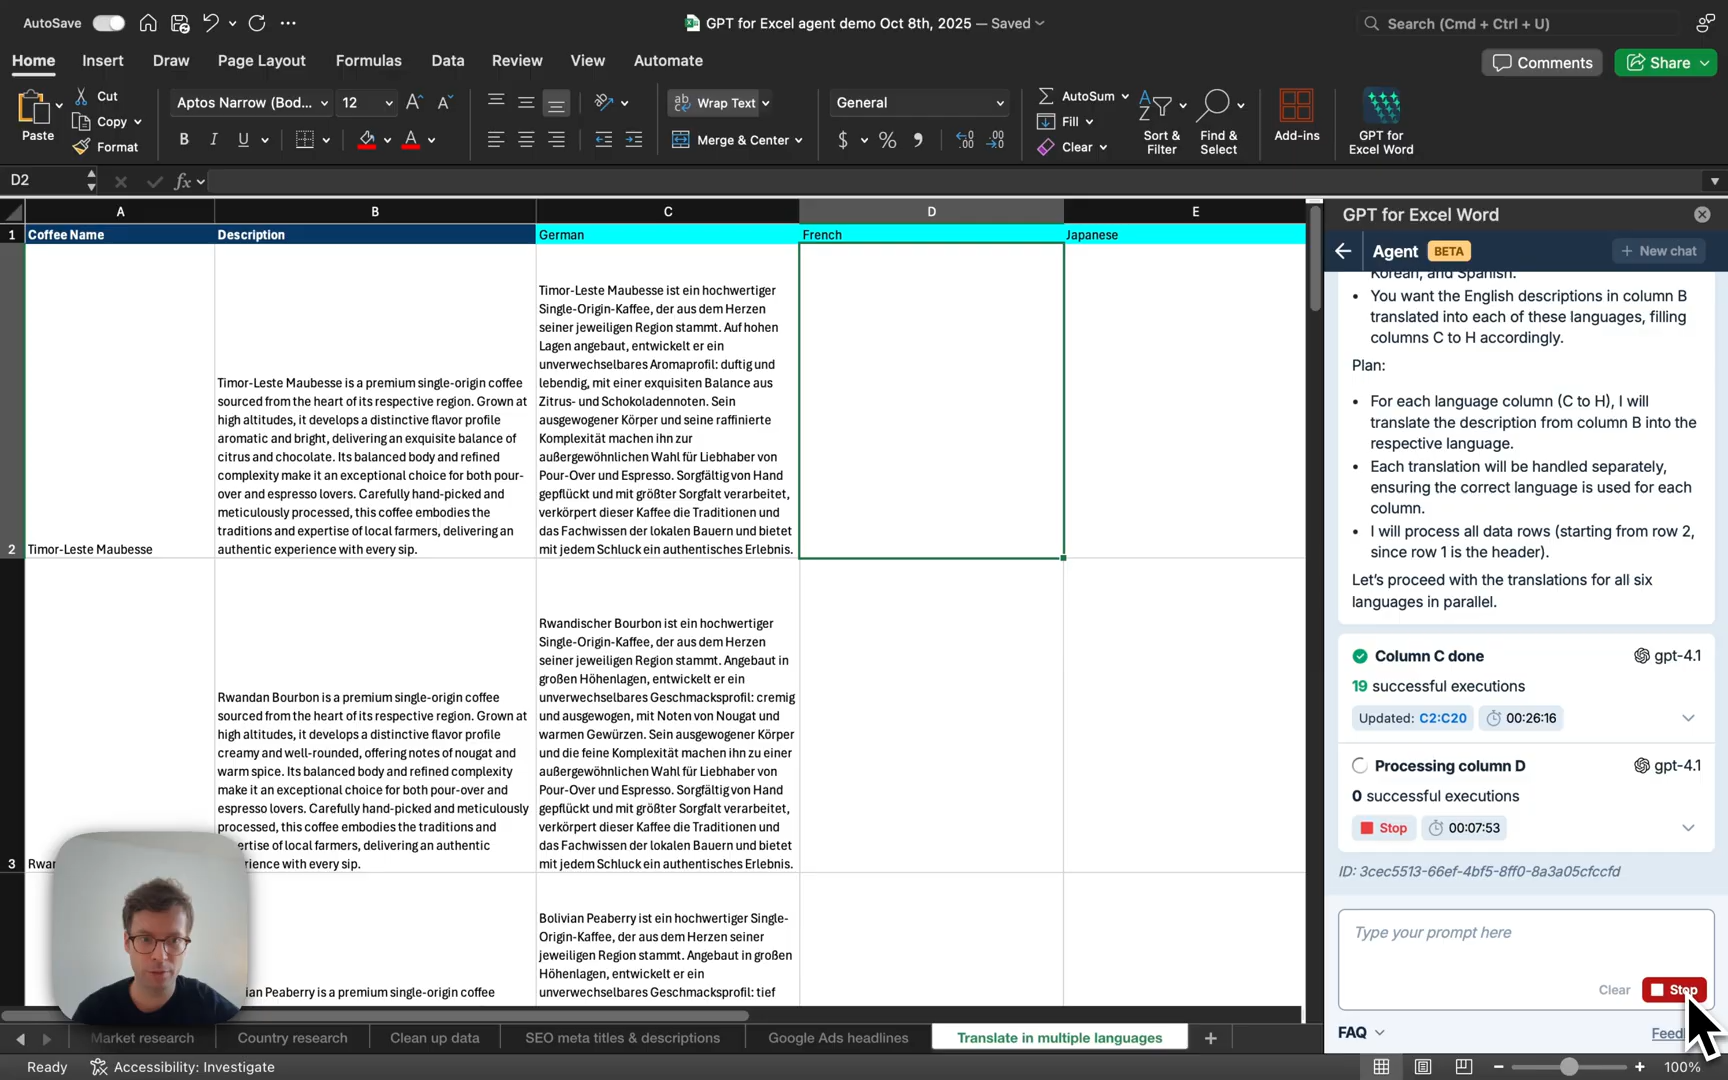 AutoSave
GPT for Excel agent demo Oct 8th, 2025 — Saved
Search (Cmd + Ctrl + U)
Home Insert Draw Page Layout Formulas Data Review View Automate
Comments Share
Paste Cut Copy Format
Aptos Narrow (Bod... 12
B I U
Wrap Text
Merge & Center
General
$ % ,
AutoSum
Fill
Clear
Sort & Filter
Find & Select
Add-ins
GPT for Excel Word
D2 fx
A B C D E
1 Coffee Name Description German French Japanese
Timor-Leste Maubesse is a premium single-origin coffee
sourced from the heart of its respective region. Grown at
high altitudes, it develops a distinctive flavor profile
aromatic and bright, delivering an exquisite balance of
citrus and chocolate. Its balanced body and refined
complexity make it an exceptional choice for both pour-
over and espresso lovers. Carefully hand-picked and
meticulously processed, this coffee embodies the
traditions and expertise of local farmers, delivering an
authentic experience with every sip.
2 Timor-Leste Maubesse
Timor-Leste Maubesse ist ein hochwertiger
Single-Origin-Kaffee, der aus dem Herzen
seiner jeweiligen Region stammt. Auf hohen
Lagen angebaut, entwickelt er ein
unverwechselbares Aromaprofil: duftig und
lebendig, mit einer exquisiten Balance aus
Zitrus- und Schokoladennoten. Sein
ausgewogener Körper und seine raffinierte
Komplexität machen ihn zur
außergewöhnlichen Wahl für Liebhaber von
Pour-Over und Espresso. Sorgfältig von Hand
gepflückt und mit größter Sorgfalt verarbeitet,
verkörpert dieser Kaffee die Traditionen und
das Fachwissen der lokalen Bauern und bietet
mit jedem Schluck ein authentisches Erlebnis.
Rwandan Bourbon is a premium single-origin coffee
sourced from the heart of its respective region. Grown at
high altitudes, it develops a distinctive flavor profile
creamy and well-rounded, offering notes of nougat and
warm spice. Its balanced body and refined complexity
make it an exceptional choice for both pour-over and
espresso lovers. Carefully hand-picked and meticulously
processed, this coffee embodies the traditions and
ertise of local farmers, delivering an authentic
rience with every sip.
3 Rwan
Rwandischer Bourbon ist ein hochwertiger
Single-Origin-Kaffee, der aus dem Herzen
seiner jeweiligen Region stammt. Angebaut in
großen Höhenlagen, entwickelt er ein
unverwechselbares Geschmacksprofil: cremig
und ausgewogen, mit Noten von Nougat und
warmen Gewürzen. Sein ausgewogener Körper
und die feine Komplexität machen ihn zu einer
außergewöhnlichen Wahl für Liebhaber von
Pour-Over und Espresso. Sorgfältig von Hand
gepflückt und mit größter Sorgfalt verarbeitet,
verkörpert dieser Kaffee die Traditionen und
das Fachwissen der lokalen Bauern und bietet
mit jedem Schluck ein authentisches Erlebnis.
ian Peaberry is a premium single-origin coffee
Bolivian Peaberry ist ein hochwertiger Single-
Origin-Kaffee, der aus dem Herzen seiner
jeweiligen Region stammt. Angebaut in großen
Höhenlagen, entwickelt er ein
unverwechselbares Geschmacksprofil: tief
GPT for Excel Word
Agent BETA + New chat
Korean, and Spanish.
• You want the English descriptions in column B
translated into each of these languages, filling
columns C to H accordingly.
Plan:
• For each language column (C to H), I will
translate the description from column B into the
respective language.
• Each translation will be handled separately,
ensuring the correct language is used for each
column.
• I will process all data rows (starting from row 2,
since row 1 is the header).
Let's proceed with the translations for all six
languages in parallel.
Column C done gpt-4.1
19 successful executions
Updated: C2:C20 00:26:16
Processing column D gpt-4.1
0 successful executions
Stop 00:07:53
ID: 3cec5513-66ef-4bf5-8ff0-8a3a05cfccfd
Type your prompt here
Clear Stop
FAQ Feed
Market research Country research Clean up data SEO meta titles & descriptions Google Ads headlines Translate in multiple languages +
Ready Accessibility: Investigate 100%